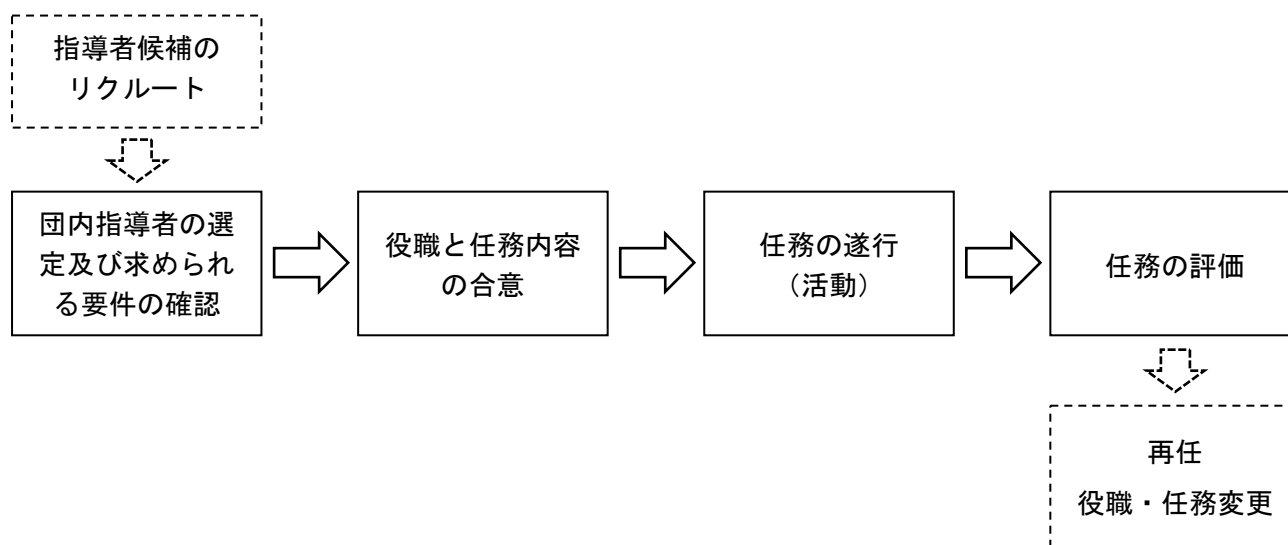 指導者候補の
リクルート
団内指導者の選
定及び求められ
る要件の確認
役職と任務内容
の合意
任務の遂行
（活動）
任務の評価
再任
役職・任務変更